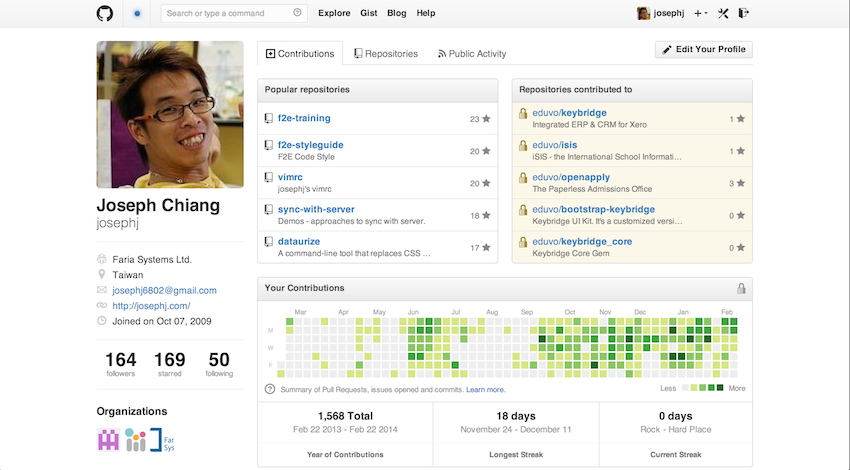 Search or type a command
Explore Gist Blog Help
josephj
Contributions
Repositories
Public Activity
Edit Your Profile
Joseph Chiang
josephj
Faria Systems Ltd.
Taiwan
josephj6802@gmail.com
http://josephj.com/
Joined on Oct 07, 2009
164 169 50
followers starred following
Organizations
Far
Sys
Popular repositories
f2e-training 23
f2e-styleguide 20
F2E Code Style
vimrc 20
josephj's vimrc
sync-with-server 18
Demos - approaches to sync with server.
dataurize 17
A command-line tool that replaces CSS …
Repositories contributed to
eduvo/keybridge 1
Integrated ERP & CRM for Xero
eduvo/isis 1
iSIS - the International School Informati…
eduvo/openapply 3
The Paperless Admissions Office
eduvo/bootstrap-keybridge 0
Keybridge UI Kit. It's a customized versi…
eduvo/keybridge_core 0
Keybridge Core Gem
Your Contributions
Mar Apr May Jun Jul Aug Sep Oct Nov Dec Jan Feb
M
W
F
Summary of Pull Requests, issues opened and commits. Learn more.
Less More
1,568 Total
Feb 22 2013 - Feb 22 2014
Year of Contributions
18 days
November 24 - December 11
Longest Streak
0 days
Rock - Hard Place
Current Streak